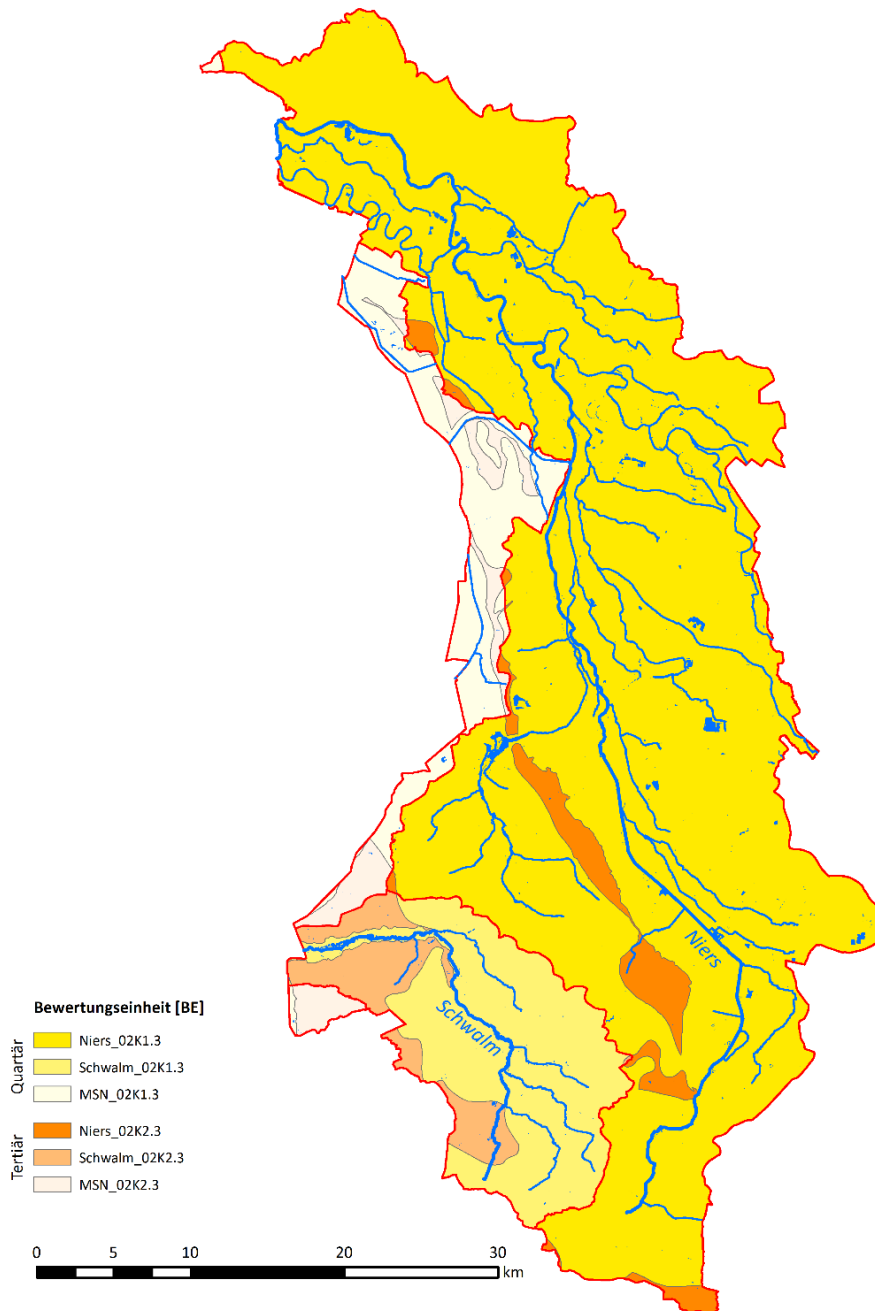 Niers
Schwalm
Bewertungseinheit [BE]
Quartär
Niers_02K1.3
Schwalm_02K1.3
MSN_02K1.3
Tertiär
Niers_02K2.3
Schwalm_02K2.3
MSN_02K2.3
0 5 10 20 30
km